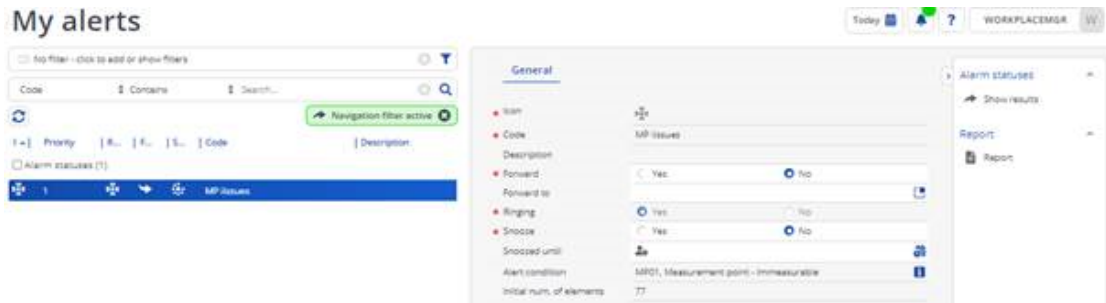 My alerts
Today
?
WORKPLACEMGR
W
No filter - click to add or show filters
Code
Contains
Search...
Navigation filter active
Priority
R...
F...
S...
Code
Description
Alarm statuses (1)
1
MP Issues
General
Icon
Code
MP Issues
Description
Forward
Yes
No
Forward to
Ringing
Yes
No
Snooze
Yes
No
Snoozed until
Alert condition
MP01, Measurement point - Immeasurable
Initial num. of elements
77
Alarm statuses
Show results
Report
Report